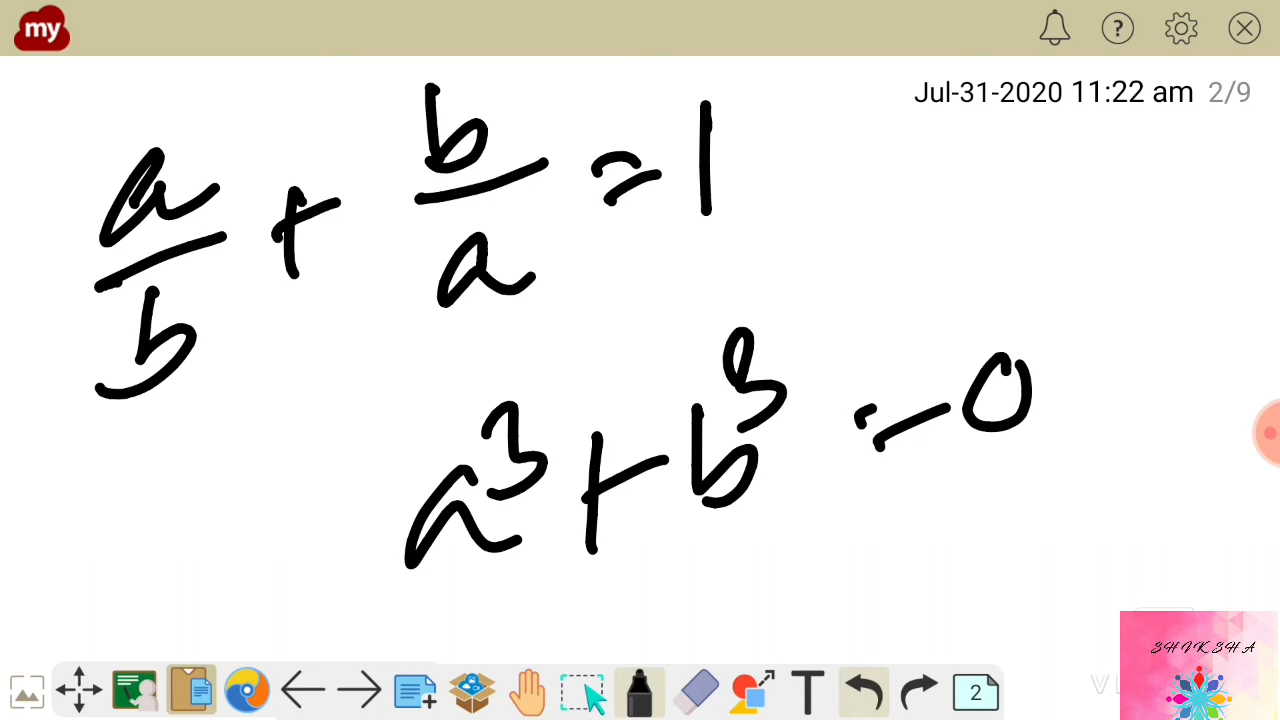 my
Jul-31-2020 11:22 am 2/9
a/b + b/a = 1
a³ + b³ = 0
SHIKSHA
T
2